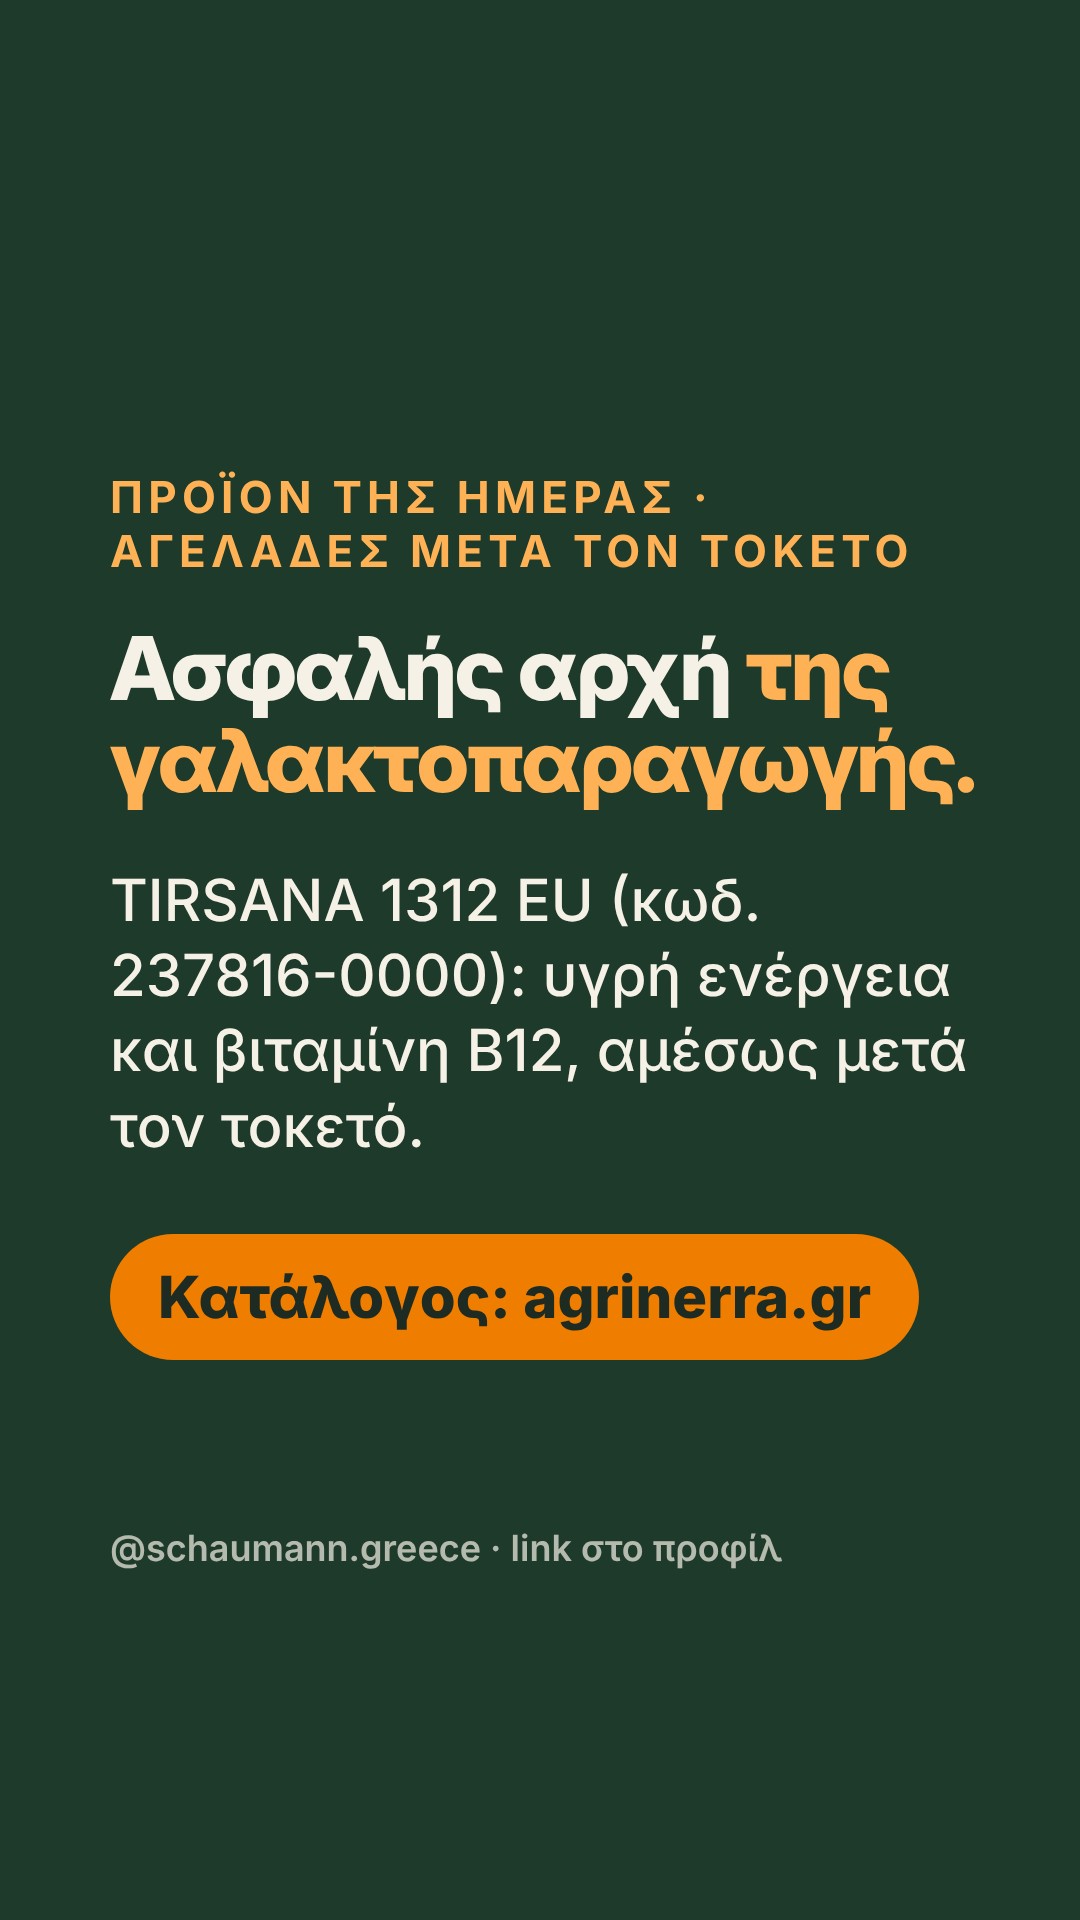 ΠΡΟΪΟΝ ΤΗΣ ΗΜΕΡΑΣ ·
ΑΓΕΛΑΔΕΣ ΜΕΤΑ ΤΟΝ ΤΟΚΕΤΟ
Ασφαλής αρχή της
γαλακτοπαραγωγής.
TIRSANA 1312 EU (κωδ.
237816-0000): υγρή ενέργεια
και βιταμίνη B12, αμέσως μετά
τον τοκετό.
Κατάλογος: agrinerra.gr
@schaumann.greece · link στο προφίλ